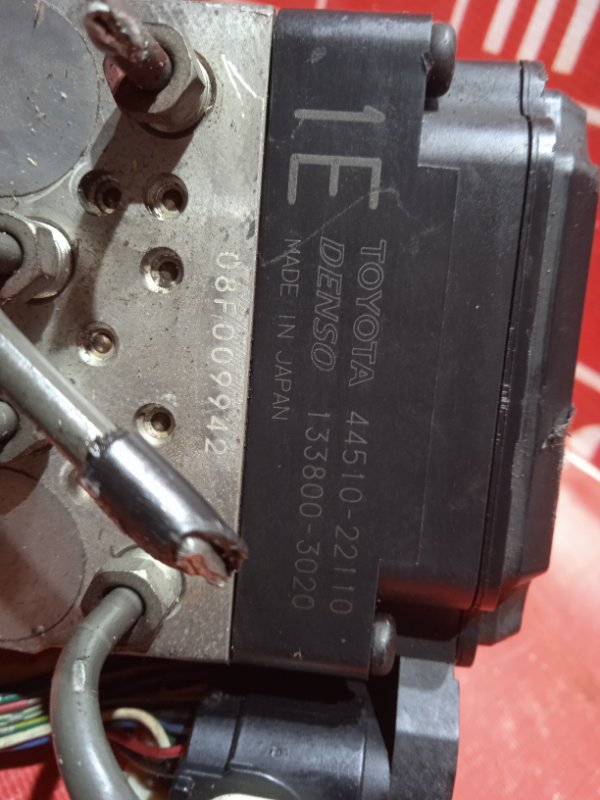 1E
TOYOTA 44510-22110
DENSO 133800-3020
MADE IN JAPAN
08F009942